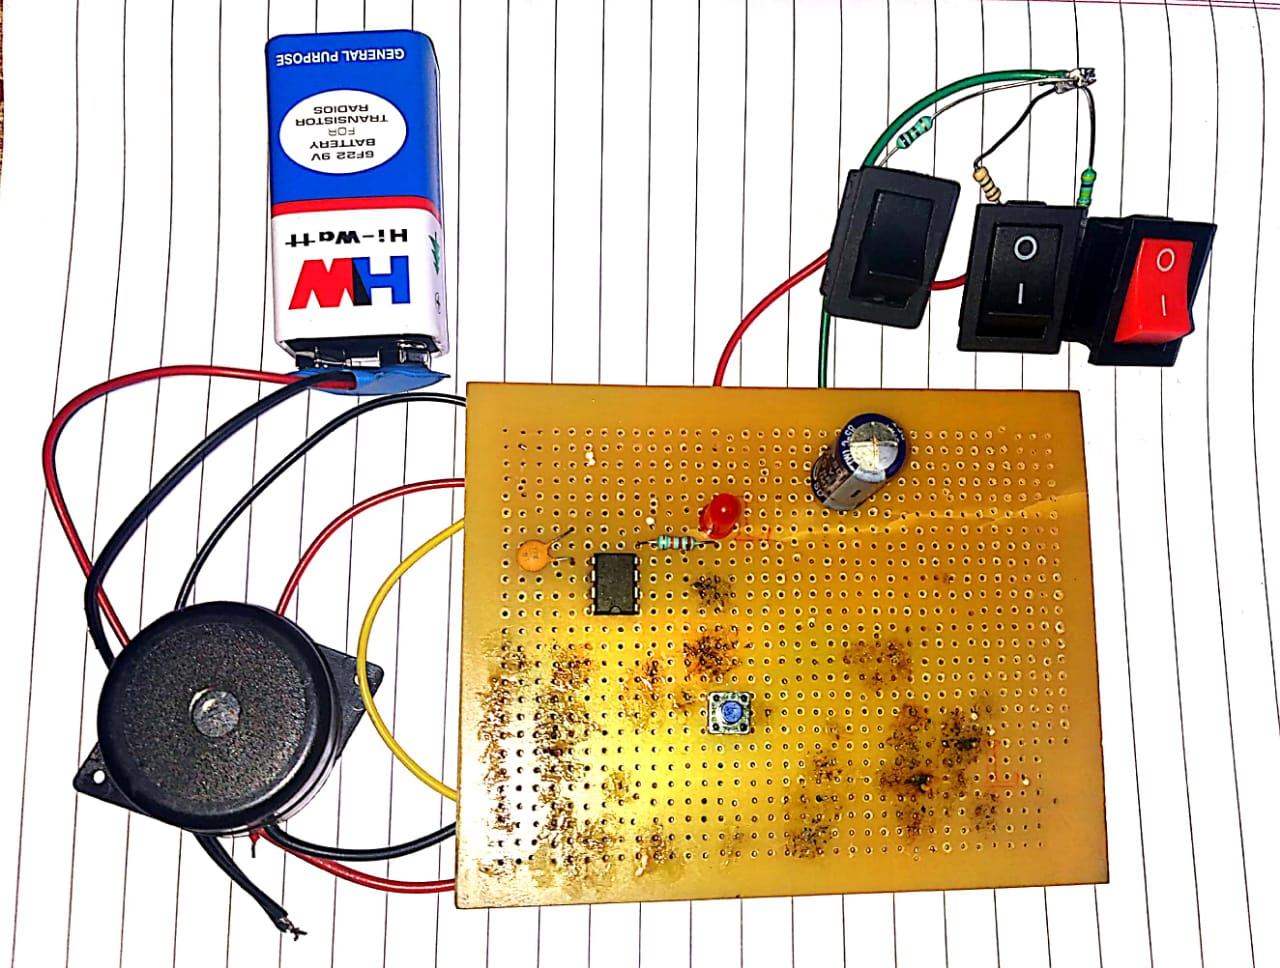 GENERAL PURPOSE
6F22 9V
BATTERY
FOR
TRANSISTOR
RADIOS
Hi-Watt
HW
O
I
O
I